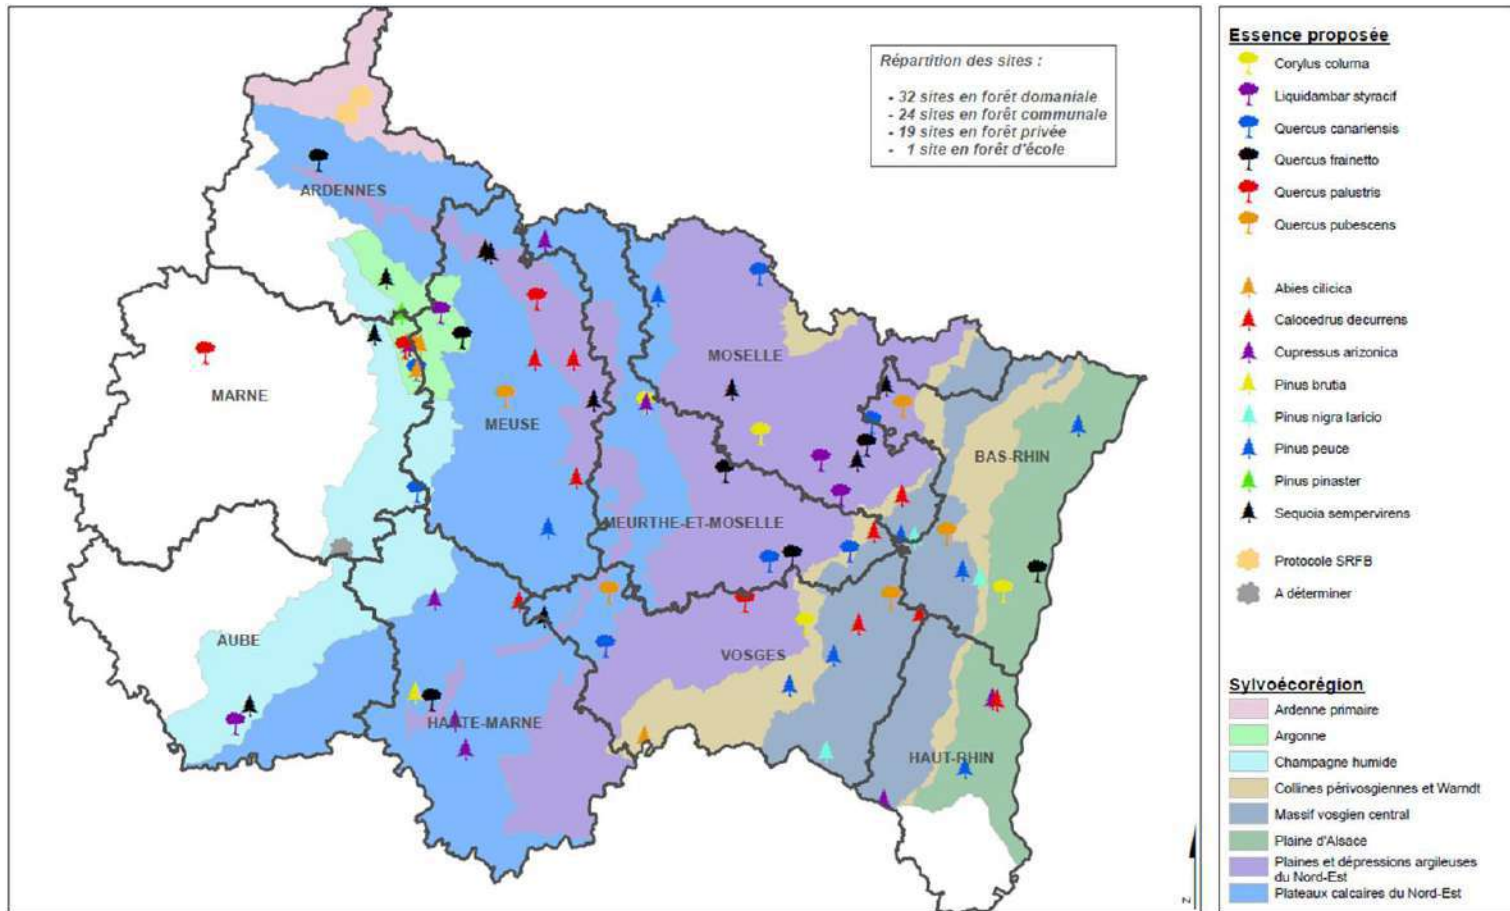 Répartition des sites :
- 32 sites en forêt domaniale
- 24 sites en forêt communale
- 19 sites en forêt privée
- 1 site en forêt d'école
ARDENNES
MOSELLE
MARNE
MEUSE
BAS-RHIN
MEURTHE-ET-MOSELLE
AUBE
VOSGES
HAUTE-MARNE
HAUT-RHIN
Z
Essence proposée
Corylus colurna
Liquidambar styracif
Quercus canariensis
Quercus frainetto
Quercus palustris
Quercus pubescens
Abies cilicica
Calocedrus decurrens
Cupressus arizonica
Pinus brutia
Pinus nigra laricio
Pinus peuce
Pinus pinaster
Sequoia sempervirens
Protocole SRFB
A déterminer
Sylvoécorégion
Ardenne primaire
Argonne
Champagne humide
Collines périvosgiennes et Warndt
Massif vosgien central
Plaine d'Alsace
Plaines et dépressions argileuses
du Nord-Est
Plateaux calcaires du Nord-Est